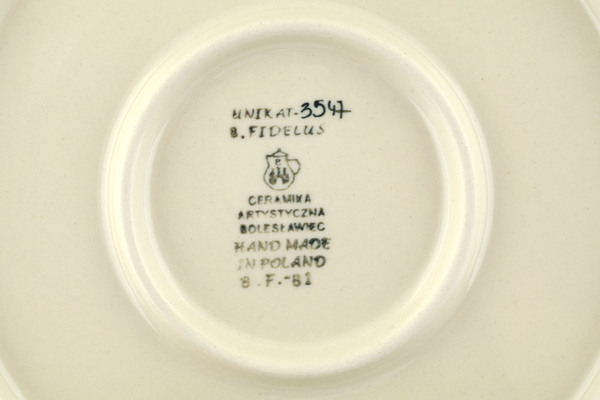 UNIKAT-3547
B. FIDELUS
CERAMIKA
ARTYSTYCZNA
BOLESŁAWIEC
HAND MADE
IN POLAND
B.F.-81